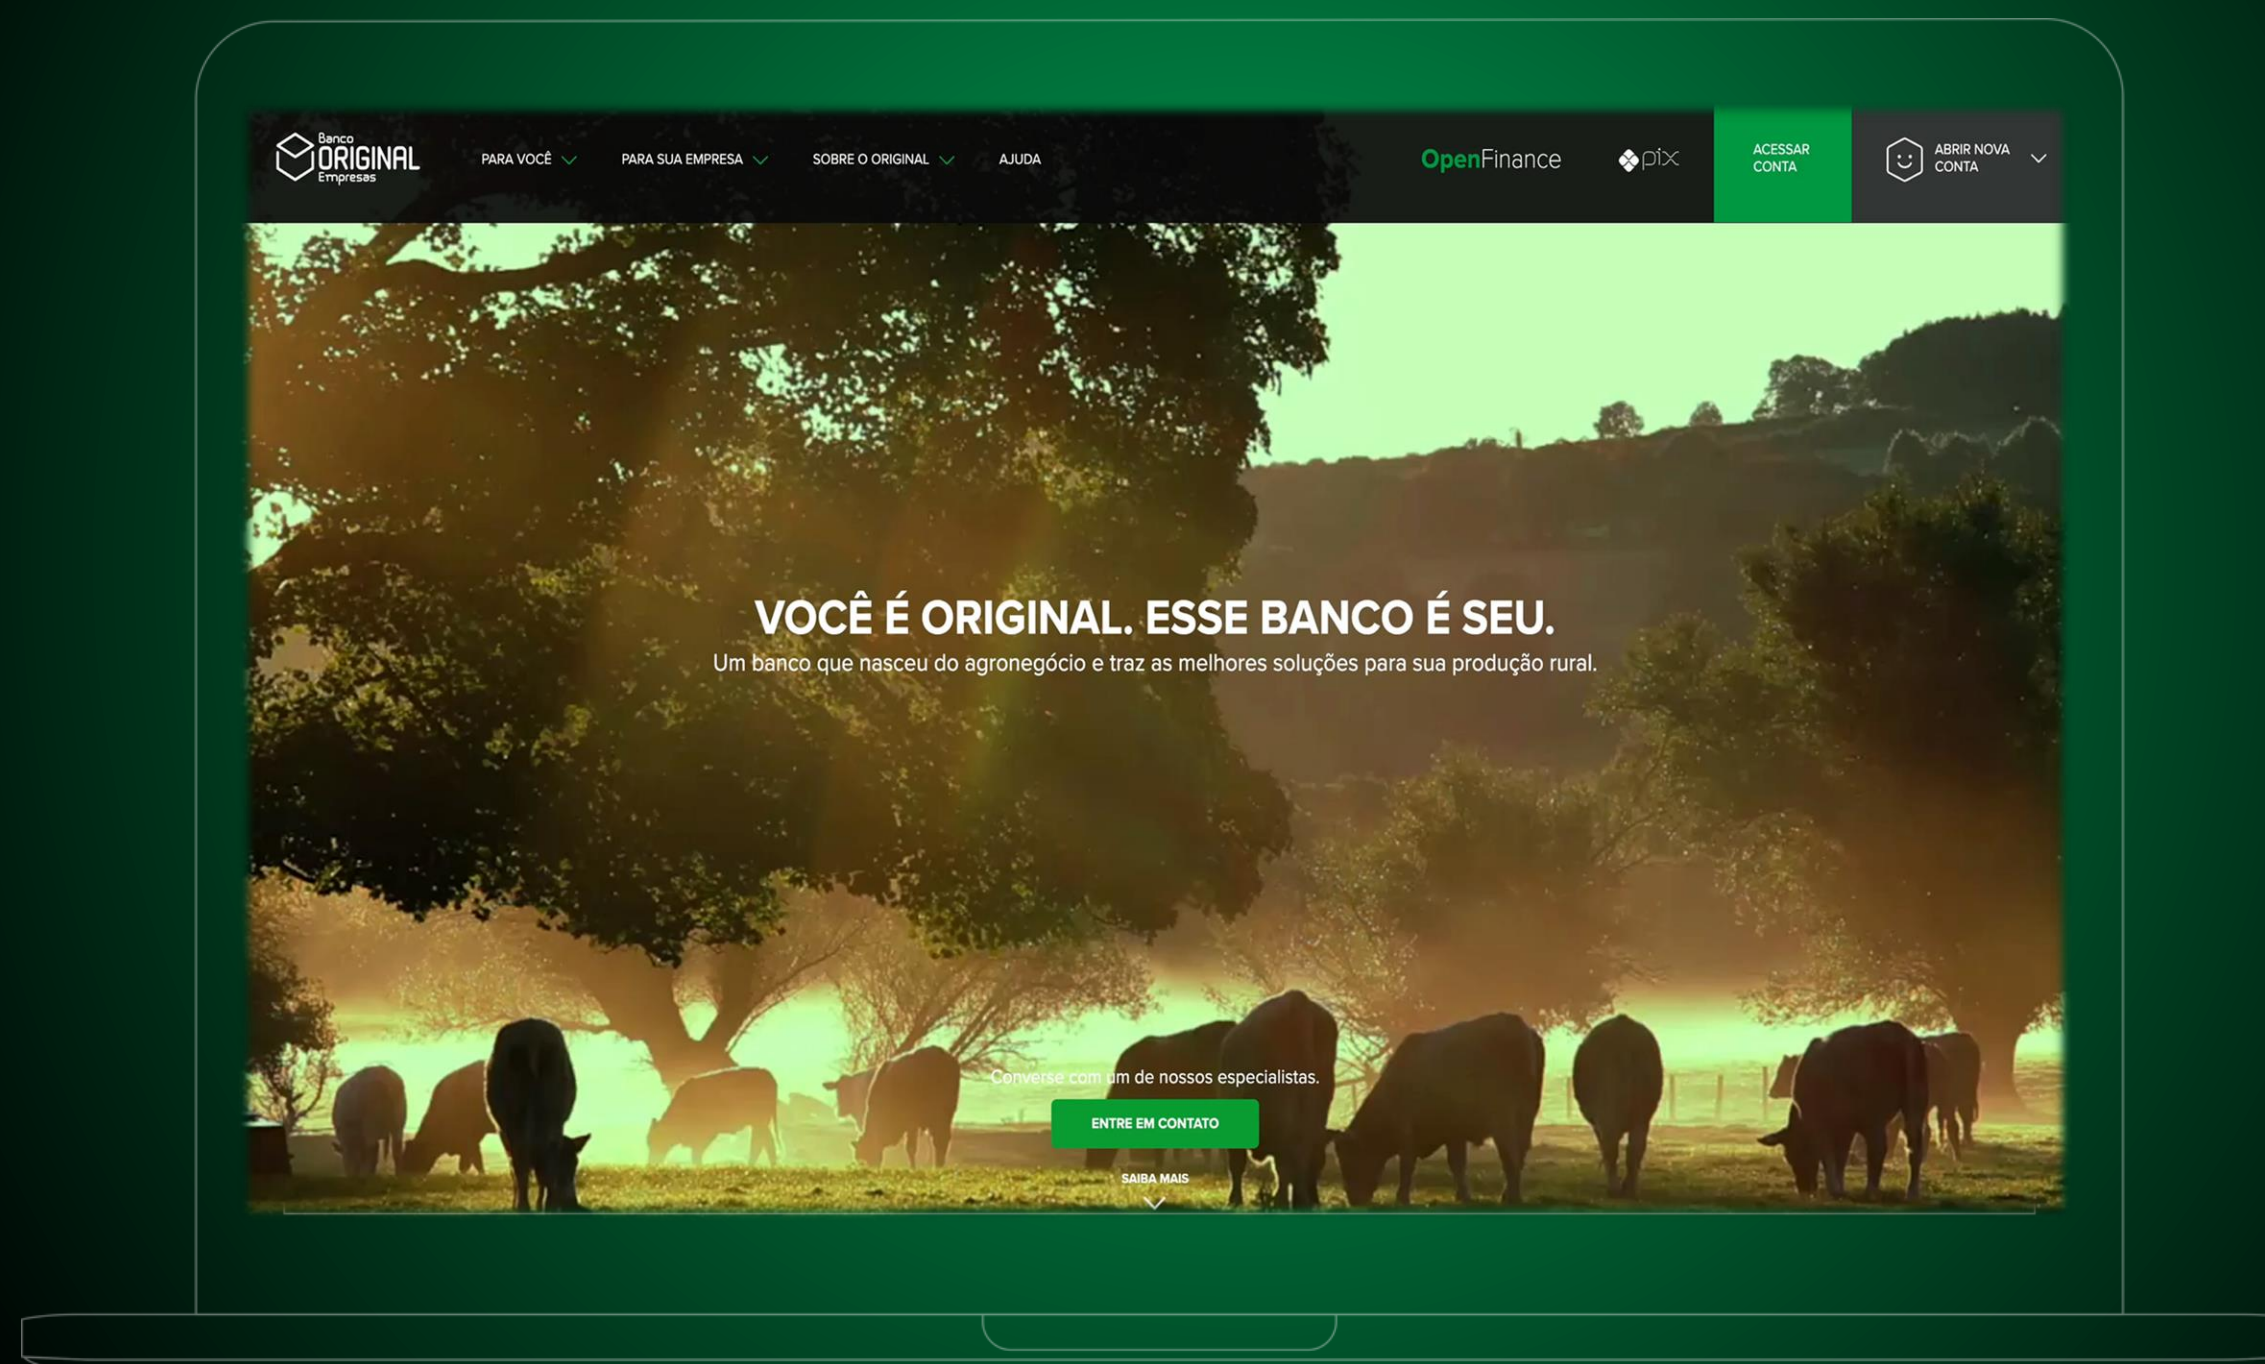 Banco
ORIGINAL
Empresas
PARA VOCÊ
PARA SUA EMPRESA
SOBRE O ORIGINAL
AJUDA
OpenFinance
pix
ACESSAR
CONTA
ABRIR NOVA
CONTA
VOCÊ É ORIGINAL. ESSE BANCO É SEU.
Um banco que nasceu do agronegócio e traz as melhores soluções para sua produção rural.
Converse com um de nossos especialistas.
ENTRE EM CONTATO
SAIBA MAIS